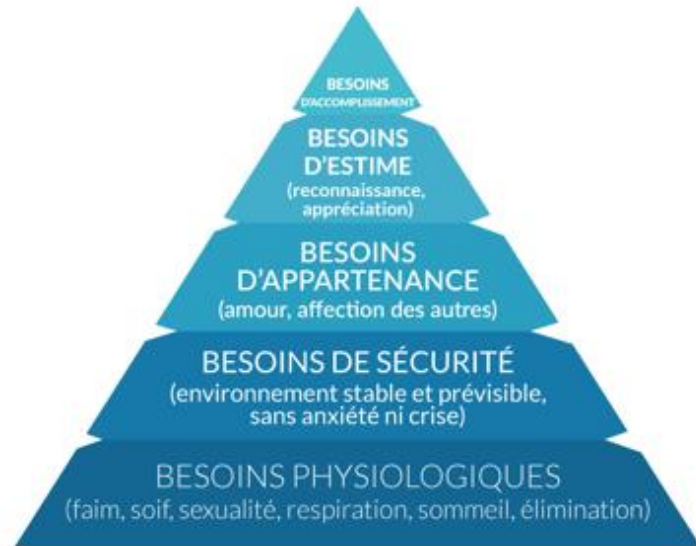 BESOINS
D'ACCOMPLISSEMENT
BESOINS
D'ESTIME
(reconnaissance,
appréciation)
BESOINS
D'APPARTENANCE
(amour, affection des autres)
BESOINS DE SÉCURITÉ
(environnement stable et prévisible,
sans anxiété ni crise)
BESOINS PHYSIOLOGIQUES
(faim, soif, sexualité, respiration, sommeil, élimination)